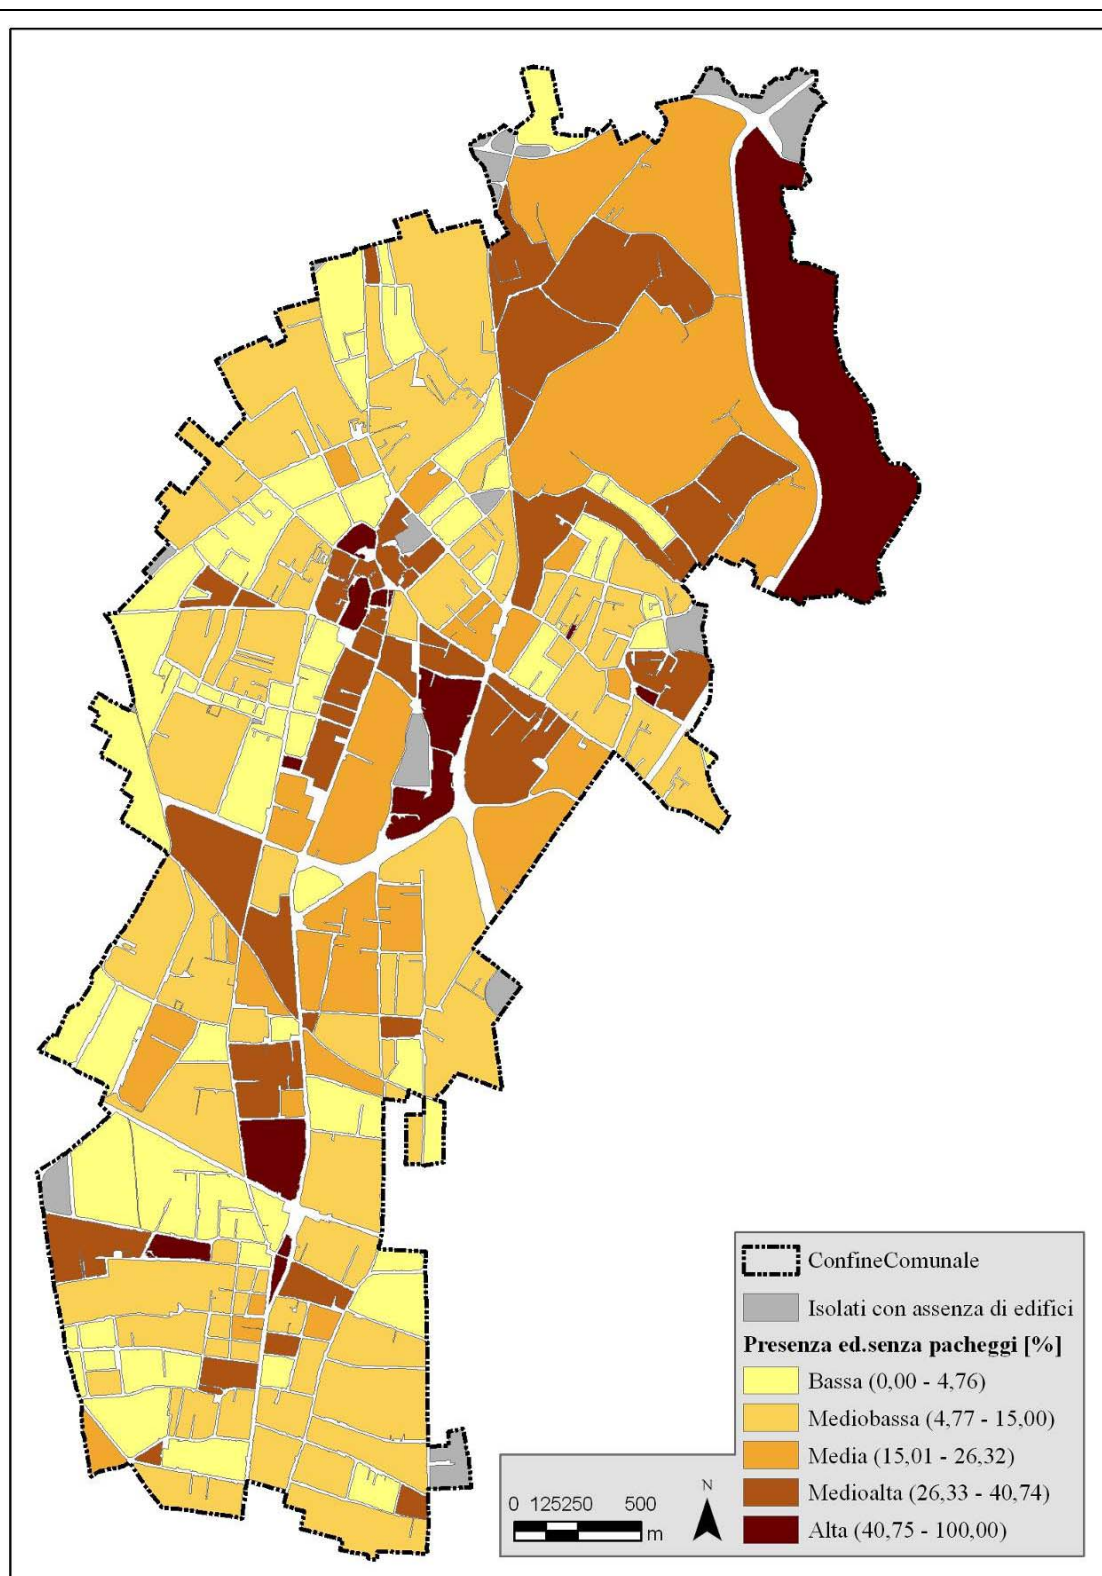 ConfineComunale
Isolati con assenza di edifici
Presenza ed.senza pacheggi [%]
Bassa (0,00 - 4,76)
Mediobassa (4,77 - 15,00)
Media (15,01 - 26,32)
Medioalta (26,33 - 40,74)
Alta (40,75 - 100,00)
0 125250 500
m
N